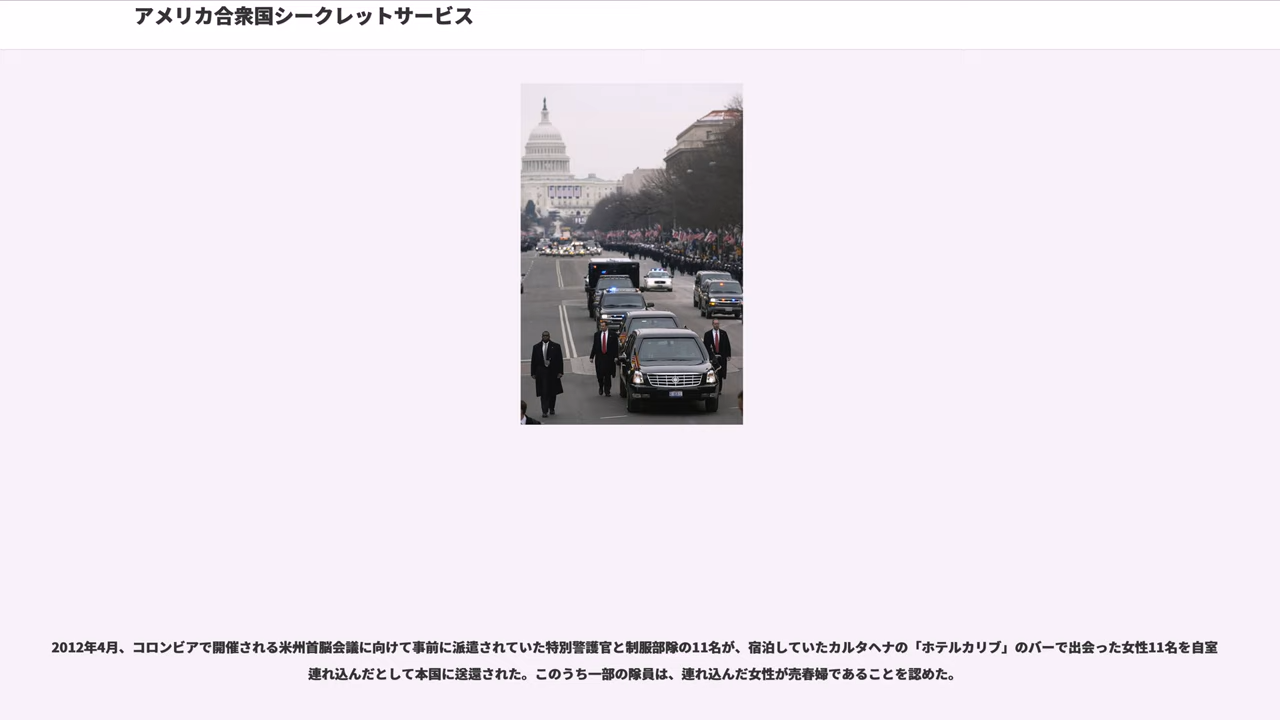 アメリカ合衆国シークレットサービス
2012年4月、コロンビアで開催される米州首脳会議に向けて事前に派遣されていた特別警護官と制服部隊の11名が、宿泊していたカルタヘナの「ホテルカリブ」のバーで出会った女性11名を自室
連れ込んだとして本国に送還された。このうち一部の隊員は、連れ込んだ女性が売春婦であることを認めた。